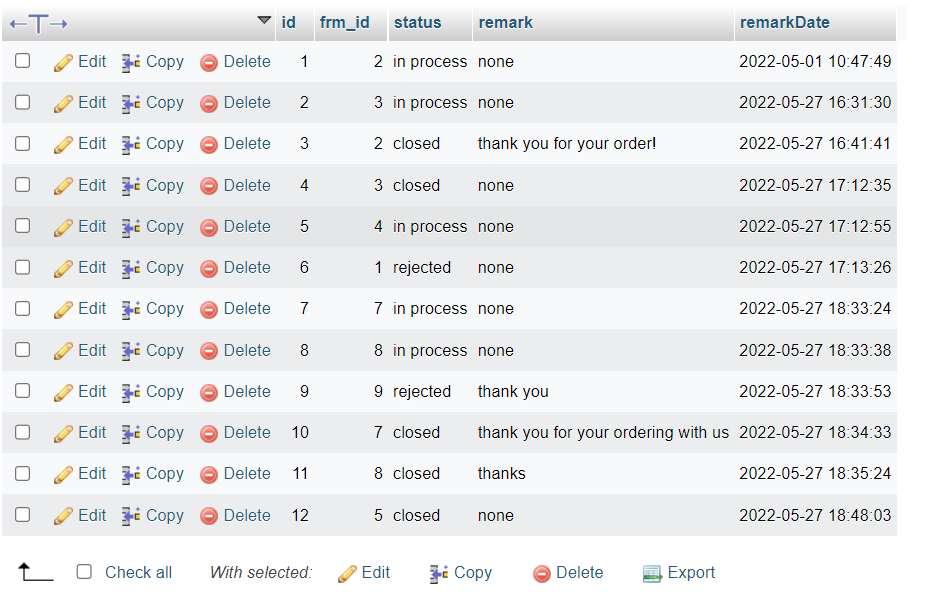 ←T→ id frm_id status remark remarkDate
Edit Copy Delete 1 2 in process none 2022-05-01 10:47:49
Edit Copy Delete 2 3 in process none 2022-05-27 16:31:30
Edit Copy Delete 3 2 closed thank you for your order! 2022-05-27 16:41:41
Edit Copy Delete 4 3 closed none 2022-05-27 17:12:35
Edit Copy Delete 5 4 in process none 2022-05-27 17:12:55
Edit Copy Delete 6 1 rejected none 2022-05-27 17:13:26
Edit Copy Delete 7 7 in process none 2022-05-27 18:33:24
Edit Copy Delete 8 8 in process none 2022-05-27 18:33:38
Edit Copy Delete 9 9 rejected thank you 2022-05-27 18:33:53
Edit Copy Delete 10 7 closed thank you for your ordering with us 2022-05-27 18:34:33
Edit Copy Delete 11 8 closed thanks 2022-05-27 18:35:24
Edit Copy Delete 12 5 closed none 2022-05-27 18:48:03
Check all With selected: Edit Copy Delete Export